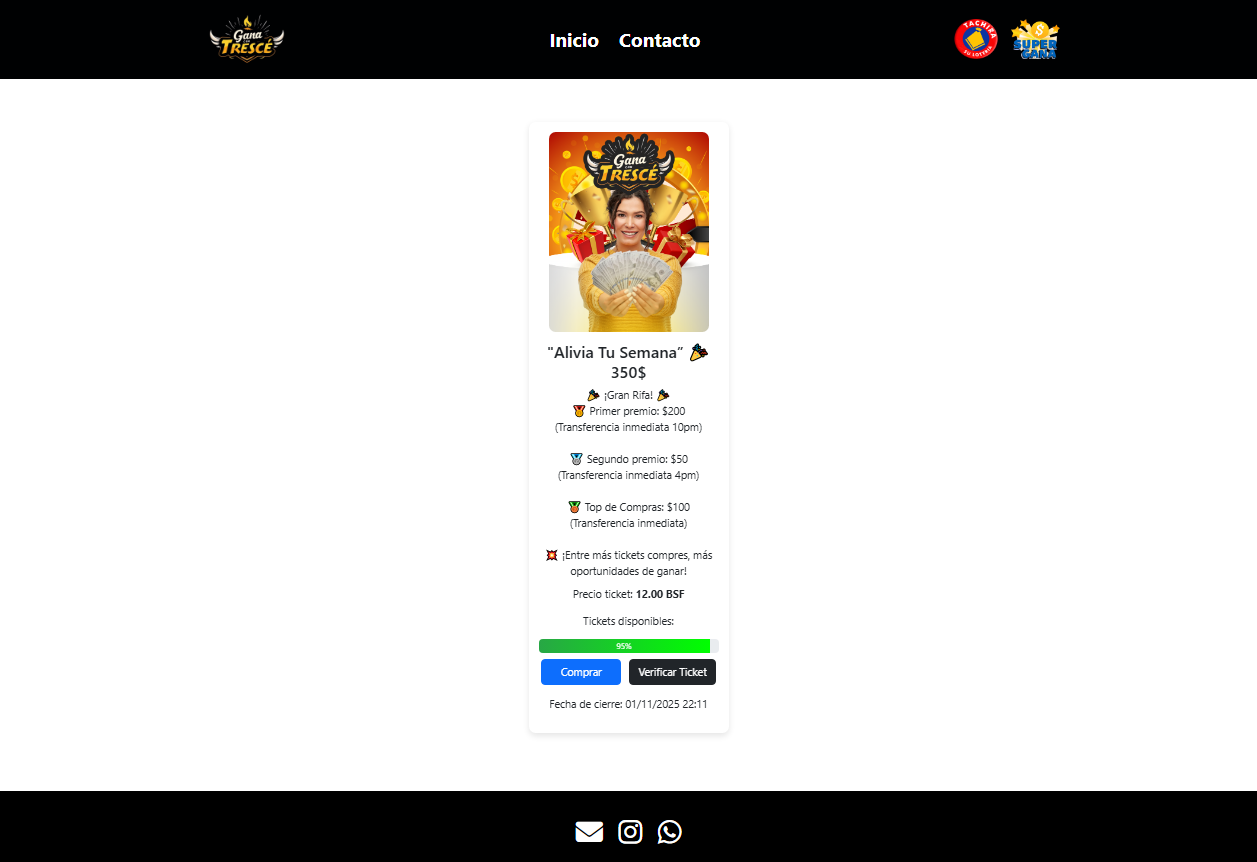 Gana
CON
TRESCÉ
Inicio
Contacto
TACHIRA
SU LOTERÍA
SUPER
GANA
Gana
CON
TRESCÉ
"Alivia Tu Semana” 🎉
350$
🎉 ¡Gran Rifa! 🎉
🥇 Primer premio: $200
(Transferencia inmediata 10pm)
🥈 Segundo premio: $50
(Transferencia inmediata 4pm)
🥉 Top de Compras: $100
(Transferencia inmediata)
💥 ¡Entre más tickets compres, más
oportunidades de ganar!
Precio ticket: 12.00 BSF
Tickets disponibles:
95%
Comprar
Verificar Ticket
Fecha de cierre: 01/11/2025 22:11